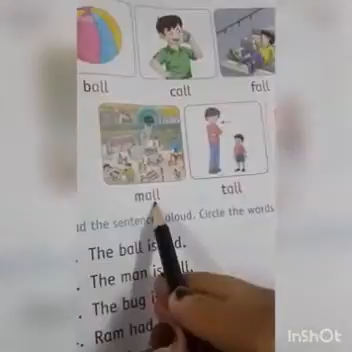 ball call fall
mall tall
the sentence aloud. Circle the words
The ball is
The man is
The bug
Ram had
InShOt